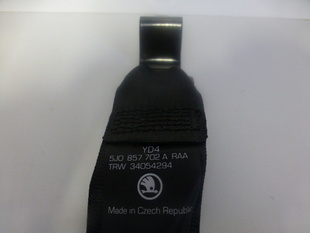 YD4
5J0 857 702 A RAA
TRW 34054294
Made in Czech Republic